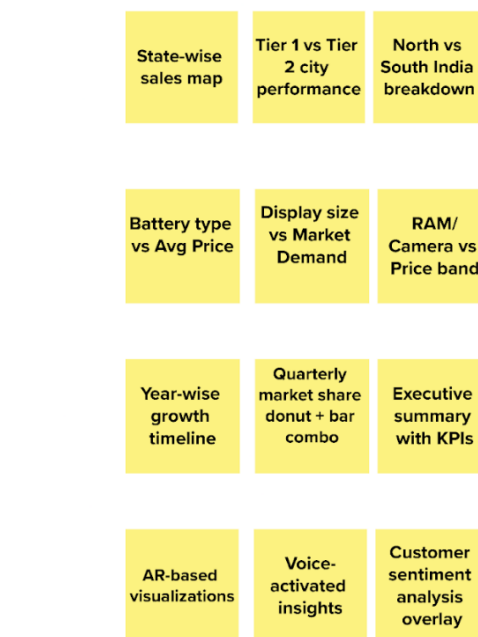 State-wise
sales map
Tier 1 vs Tier
2 city
performance
North vs
South India
breakdown
Battery type
vs Avg Price
Display size
vs Market
Demand
RAM/
Camera vs
Price band
Year-wise
growth
timeline
Quarterly
market share
donut + bar
combo
Executive
summary
with KPIs
AR-based
visualizations
Voice-
activated
insights
Customer
sentiment
analysis
overlay